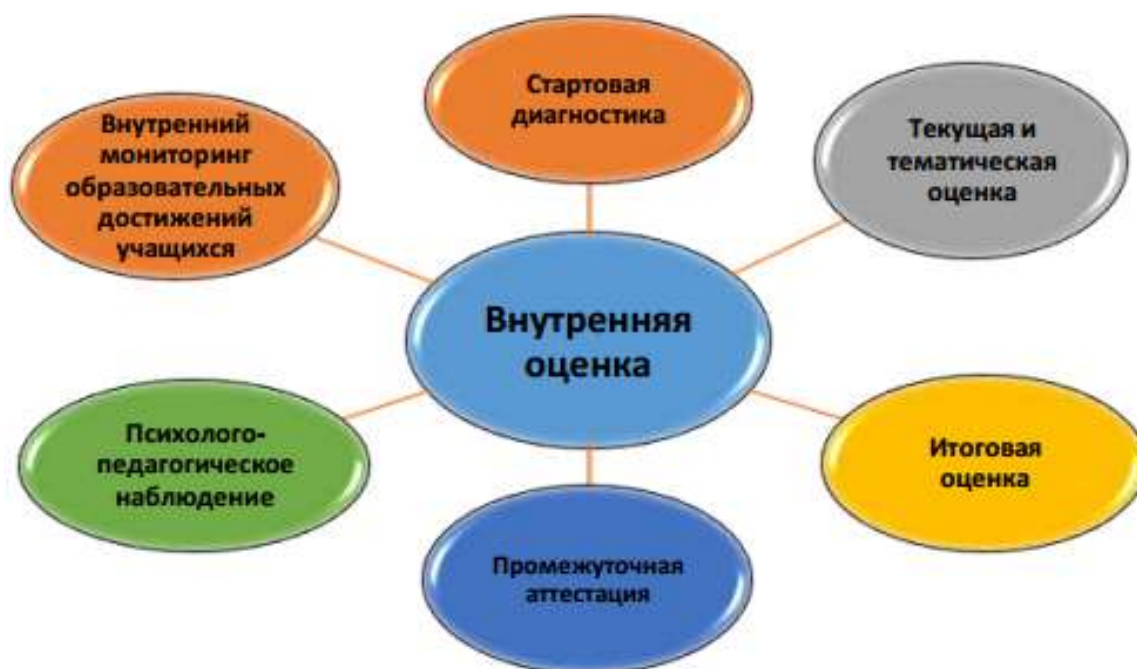 Стартовая
диагностика
Внутренний
мониторинг
образовательных
достижений
учащихся
Текущая и
тематическая
оценка
Внутренняя
оценка
Психолого-
педагогическое
наблюдение
Итоговая
оценка
Промежуточная
аттестация